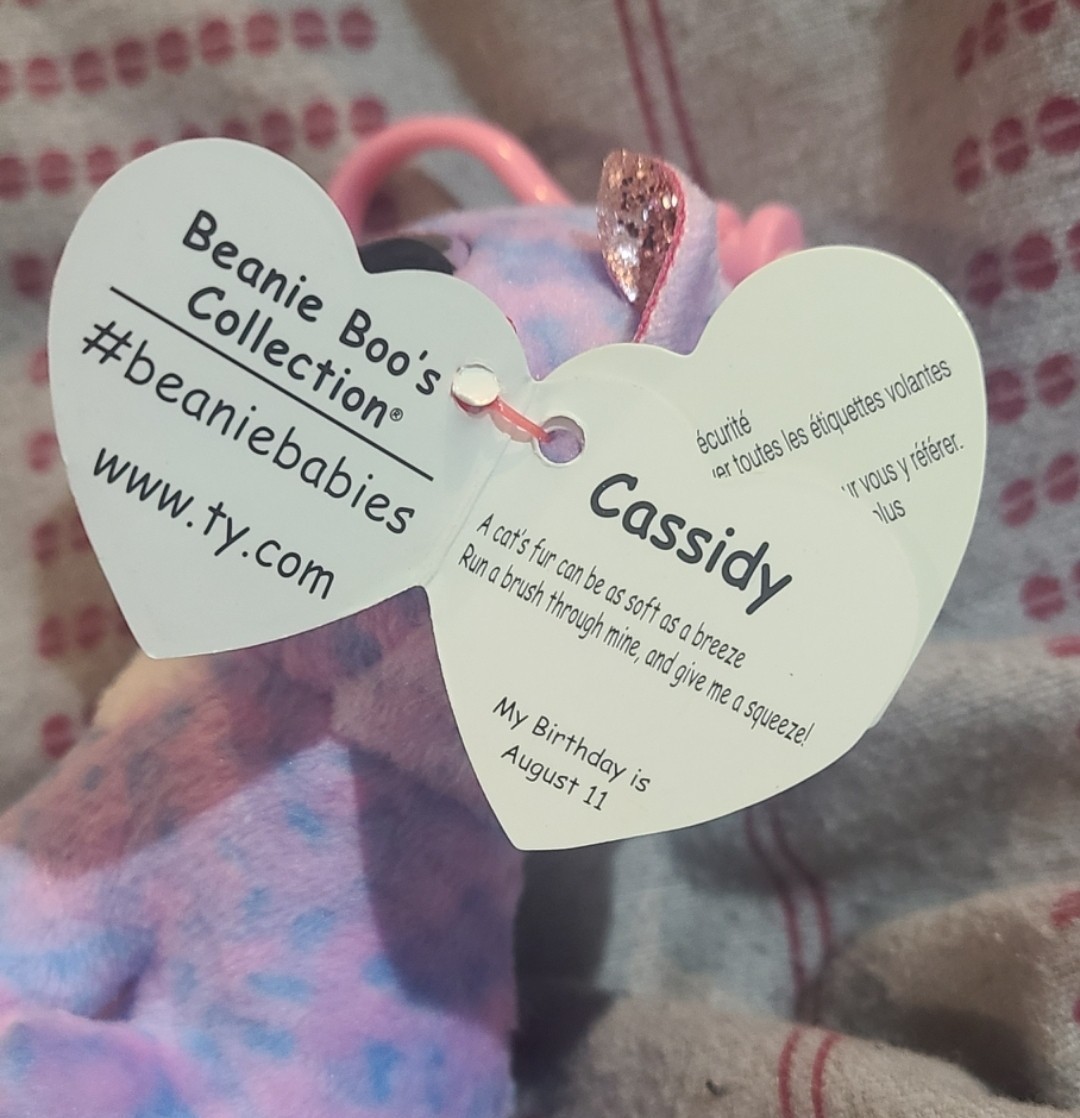 Beanie Boo's
Collection®
#beaniebabies
www.ty.com
Cassidy
A cat's fur can be as soft as a breeze
Run a brush through mine, and give me a squeeze!
My Birthday is
August 11
écurité
er toutes les étiquettes volantes
vous y référer.